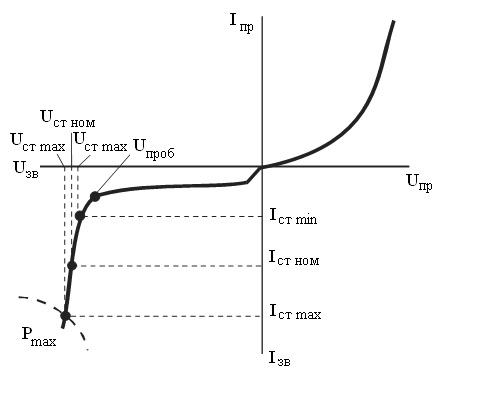 Iпр
Uст ном
Uст max
Uст max
Uпроб
Uзв
Uпр
Iст min
Iст ном
Iст max
Pmax
Iзв